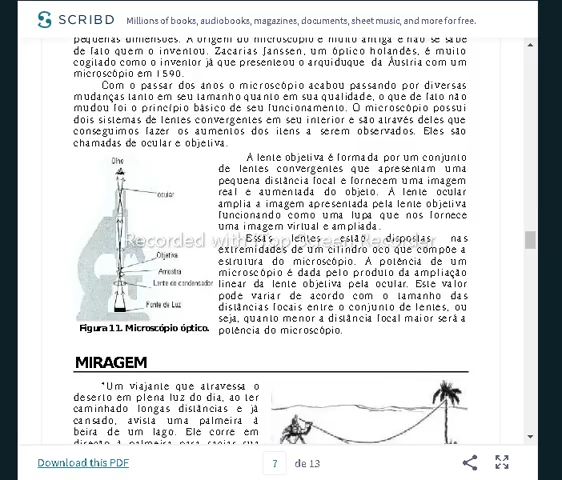 SCRIBD
Millions of books, audiobooks, magazines, documents, sheet music, and more for free.
pequenas dimensões. A origem do microscópio é muito antiga e não se sabe
de fato quem o inventou. Zacarias Janssen, um óptico holandês, é muito
cogitado como o inventor já que presenteou o arquiduque da Áustria com um
microscópio em 1590.
Com o passar dos anos o microscópio acabou passando por diversas
mudanças tanto em seu tamanho quanto em sua qualidade, o que de fato não
mudou foi o princípio básico de seu funcionamento. O microscópio possui
dois sistemas de lentes convergentes em seu interior e são através deles que
conseguimos fazer os aumentos dos itens a serem observados. Eles são
chamadas de ocular e objetiva.
Olho
ocular
Objetiva
Amostra
Lente do condensador
Fonte de Luz
Figura 11. Microscópio óptico.
A lente objetiva é formada por um conjunto
de lentes convergentes que apresentam uma
pequena distância focal e fornecem uma imagem
real e aumentada do objeto. A lente ocular
amplia a imagem apresentada pela lente objetiva
funcionando como uma lupa que nos fornece
uma imagem virtual e ampliada.
Essas lentes estão dispostas nas
extremidades de um cilindro oco que compõe a
estrutura do microscópio. A potência de um
microscópio é dada pelo produto da ampliação
linear da lente objetiva pela ocular. Este valor
pode variar de acordo com o tamanho das
distâncias focais entre o conjunto de lentes, ou
seja, quanto menor a distância focal maior será a
potência do microscópio.
MIRAGEM
"Um viajante que atravessa o
deserto em plena luz do dia, ao ter
caminhado longas distâncias e já
cansado, avista uma palmeira à
beira de um lago. Ele corre em
direção à palmeira para saciar sua
Download this PDF
7 de 13